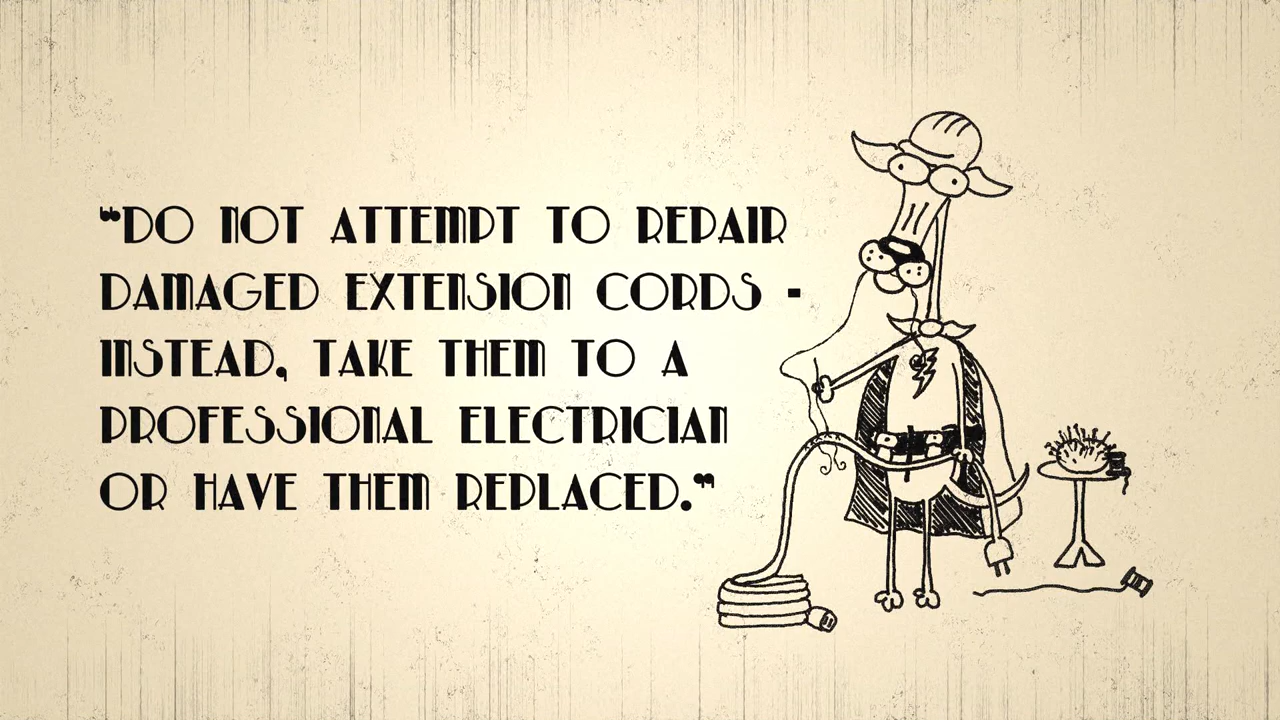 “DO NOT ATTEMPT TO REPAIR
DAMAGED EXTENSION CORDS -
INSTEAD, TAKE THEM TO A
PROFESSIONAL ELECTRICIAN
OR HAVE THEM REPLACED.”